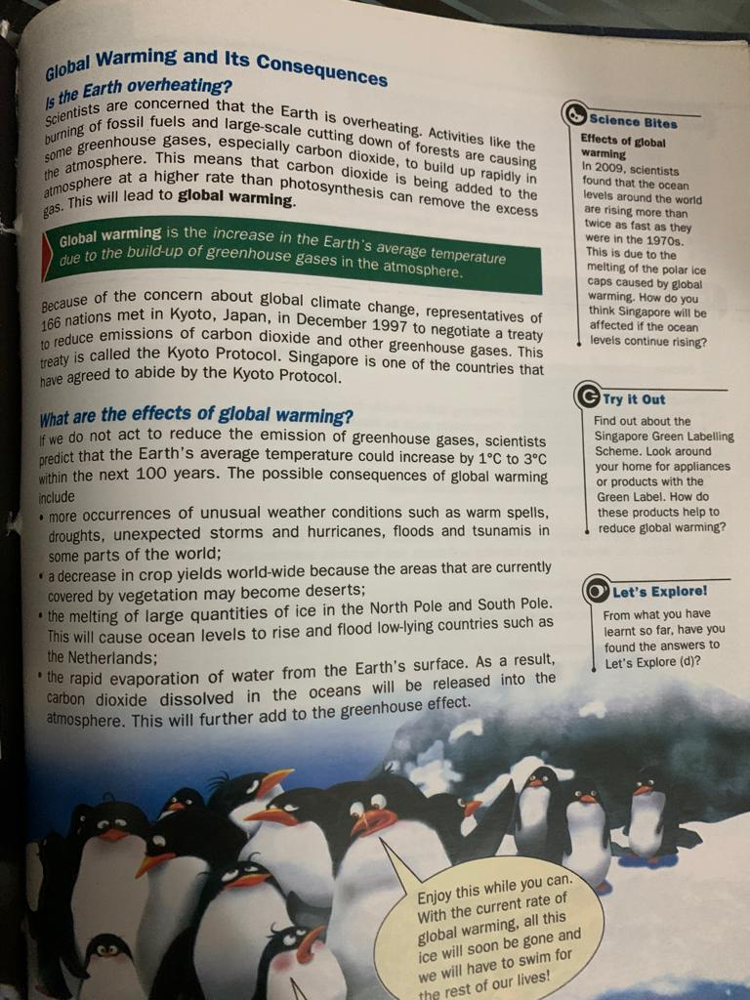 Global Warming and Its Consequences
Is the Earth overheating?
Scientists are concerned that the Earth is overheating. Activities like the
burning of fossil fuels and large-scale cutting down of forests are causing
some greenhouse gases, especially carbon dioxide, to build up rapidly in
the atmosphere. This means that carbon dioxide is being added to the
atmosphere at a higher rate than photosynthesis can remove the excess
gas. This will lead to global warming.
Global warming is the increase in the Earth's average temperature
due to the build-up of greenhouse gases in the atmosphere.
Because of the concern about global climate change, representatives of
166 nations met in Kyoto, Japan, in December 1997 to negotiate a treaty
to reduce emissions of carbon dioxide and other greenhouse gases. This
treaty is called the Kyoto Protocol. Singapore is one of the countries that
have agreed to abide by the Kyoto Protocol.
What are the effects of global warming?
If we do not act to reduce the emission of greenhouse gases, scientists
predict that the Earth's average temperature could increase by 1°C to 3°C
within the next 100 years. The possible consequences of global warming
include
• more occurrences of unusual weather conditions such as warm spells,
droughts, unexpected storms and hurricanes, floods and tsunamis in
some parts of the world;
• a decrease in crop yields world-wide because the areas that are currently
covered by vegetation may become deserts;
• the melting of large quantities of ice in the North Pole and South Pole.
This will cause ocean levels to rise and flood low-lying countries such as
the Netherlands;
• the rapid evaporation of water from the Earth's surface. As a result,
carbon dioxide dissolved in the oceans will be released into the
atmosphere. This will further add to the greenhouse effect.
Science Bites
Effects of global
warming
In 2009, scientists
found that the ocean
levels around the world
are rising more than
twice as fast as they
were in the 1970s.
This is due to the
melting of the polar ice
caps caused by global
warming. How do you
think Singapore will be
affected if the ocean
levels continue rising?
Try it Out
Find out about the
Singapore Green Labelling
Scheme. Look around
your home for appliances
or products with the
Green Label. How do
these products help to
reduce global warming?
Let's Explore!
From what you have
learnt so far, have you
found the answers to
Let's Explore (d)?
Enjoy this while you can.
With the current rate of
global warming, all this
ice will soon be gone and
we will have to swim for
the rest of our lives!